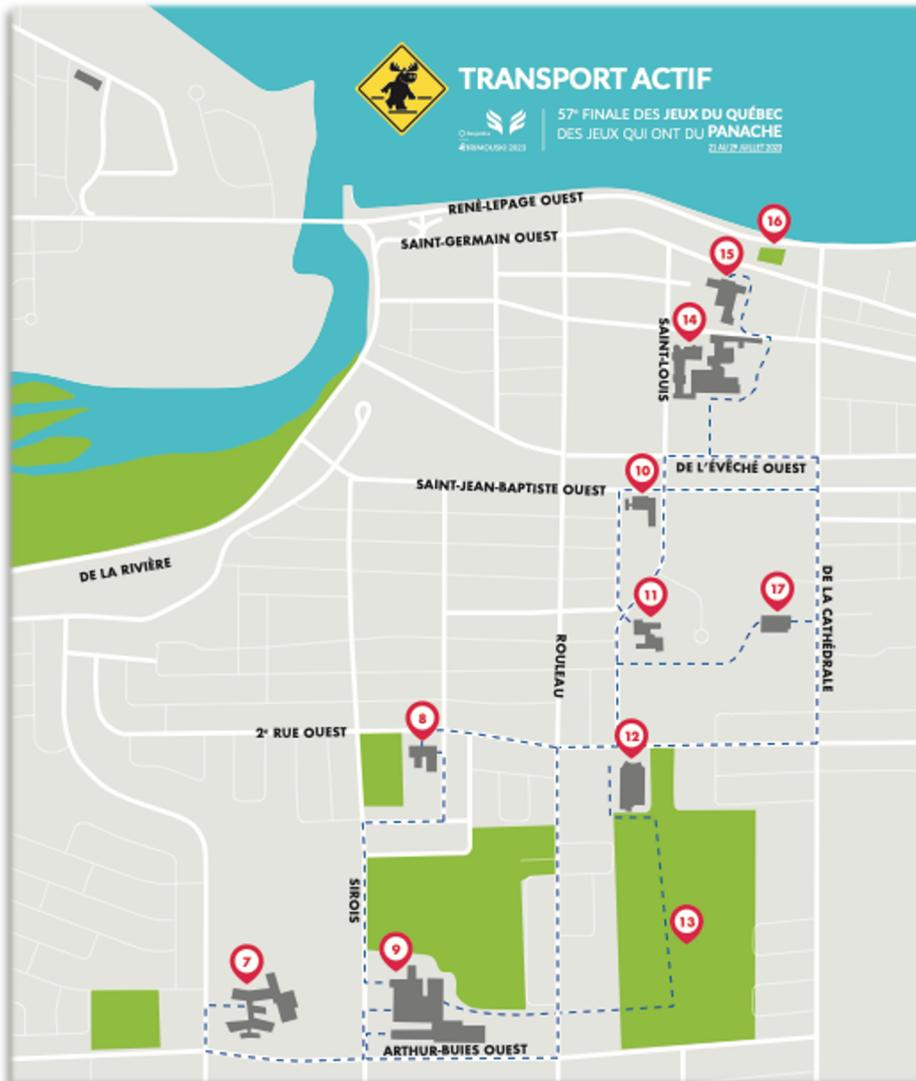 TRANSPORT ACTIF
57e FINALE DES JEUX DU QUÉBEC
DES JEUX QUI ONT DU PANACHE
RIMOUSKI 2023
21 AU 29 JUILLET 2023
RENÉ-LEPAGE OUEST
16
SAINT-GERMAIN OUEST
15
14
SAINT-LOUIS
10
DE L'ÉVÊCHÉ OUEST
SAINT-JEAN-BAPTISTE OUEST
DE LA RIVIÈRE
11
17
DE LA CATHÉDRALE
ROULEAU
8
2e RUE OUEST
12
SIROIS
13
9
7
ARTHUR-BUIES OUEST